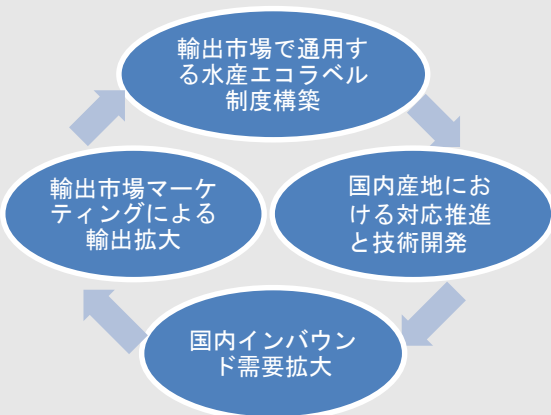 輸出市場で通用す
る水産エコラベル
制度構築
国内産地にお
ける対応推進
と技術開発
国内インバウン
ド需要拡大
輸出市場マーケ
ティングによる
輸出拡大